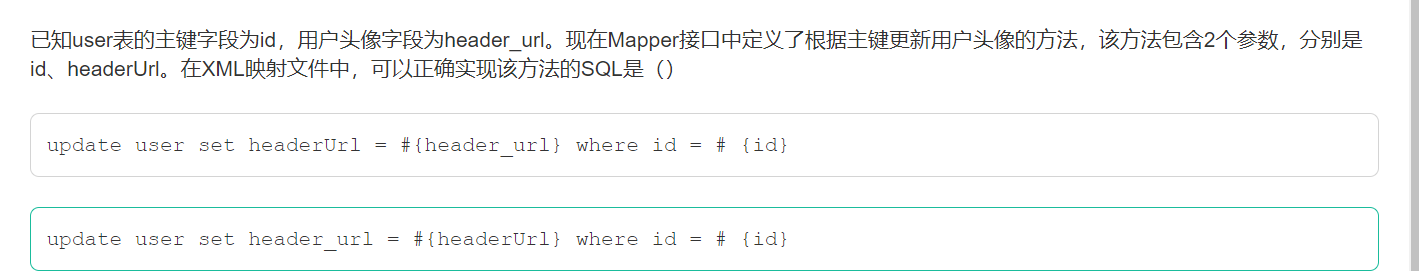 已知user表的主键字段为id，用户头像字段为header_url。现在Mapper接口中定义了根据主键更新用户头像的方法，该方法包含2个参数，分别是
id、headerUrl。在XML映射文件中，可以正确实现该方法的SQL是（）
update user set headerUrl = #{header_url} where id = # {id}
update user set header_url = #{headerUrl} where id = # {id}